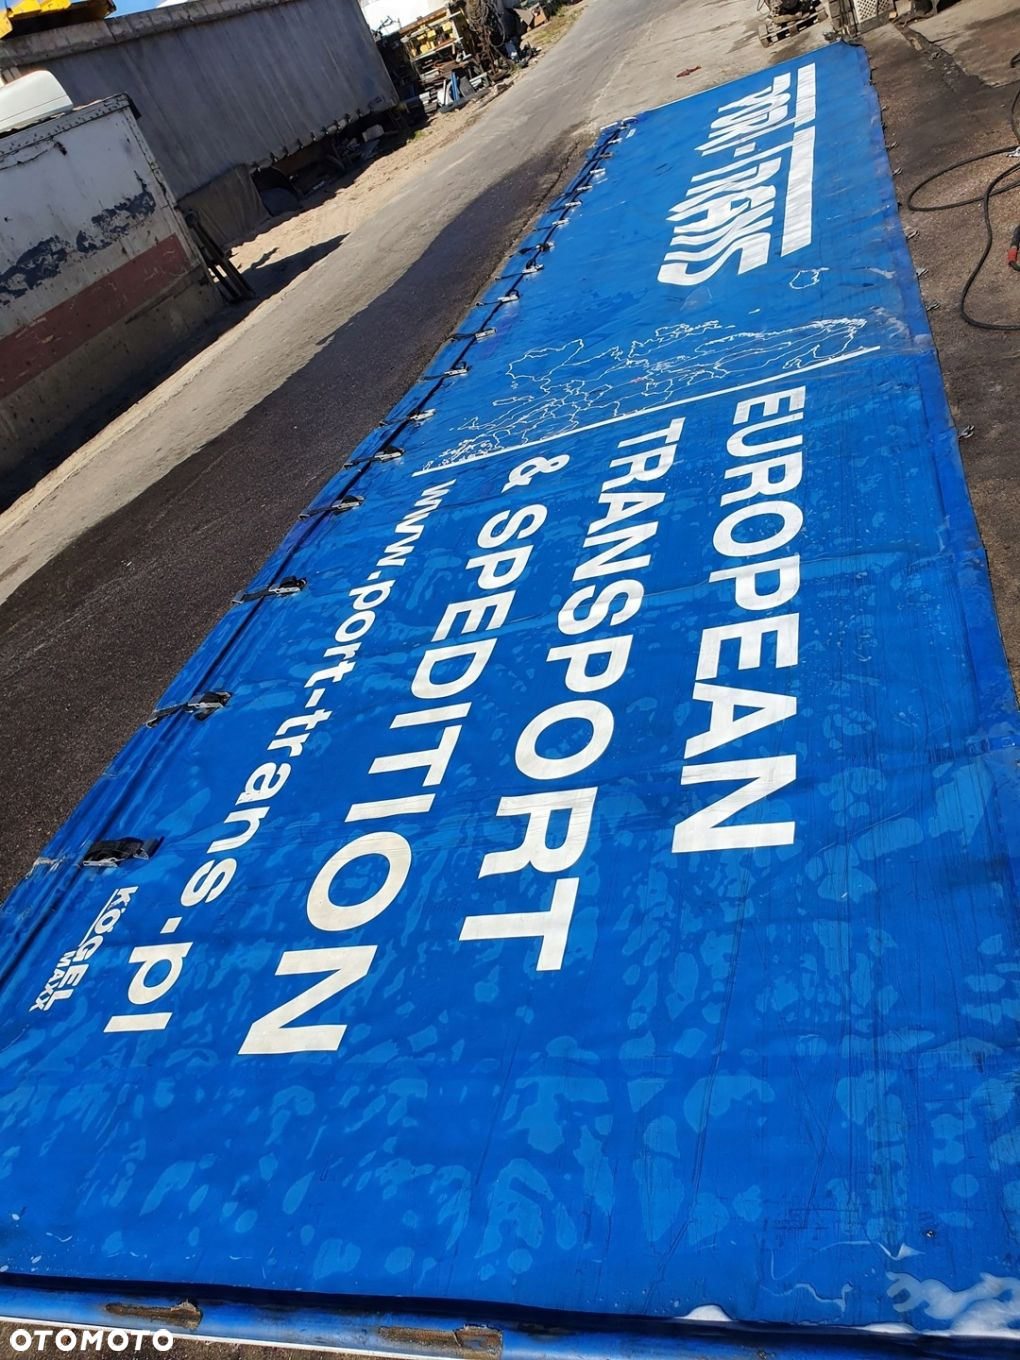 PORT-TRANS
EUROPEAN
TRANSPORT
& SPEDITION
www.port-trans.pl
KÖGEL
MAXX
OTOMOTO